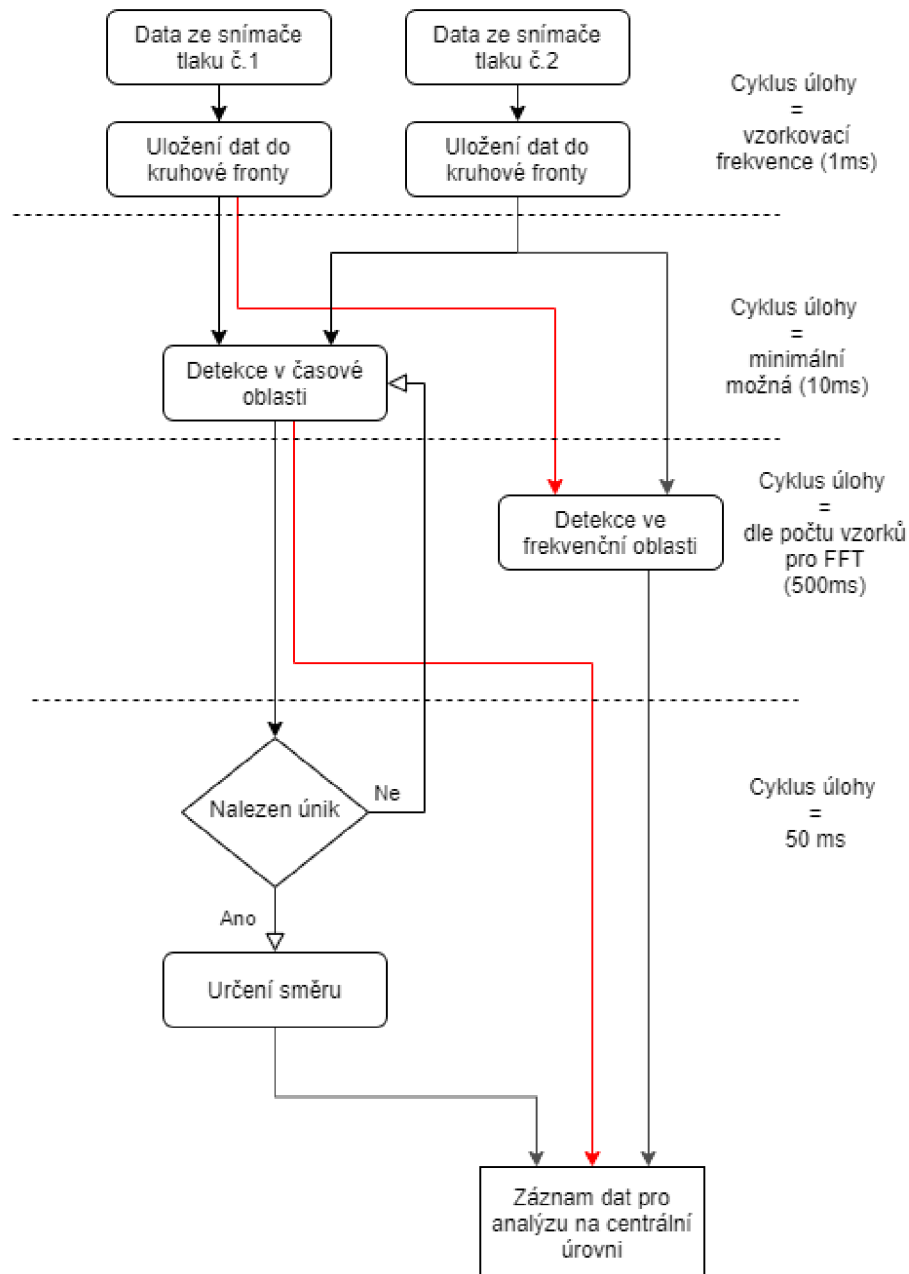 Data ze snímače
tlaku č.1
Data ze snímače
tlaku č.2
Cyklus úlohy
=
vzorkovací
frekvence (1ms)
Uložení dat do
kruhové fronty
Uložení dat do
kruhové fronty
Cyklus úlohy
=
minimální
možná (10ms)
Detekce v časové
oblasti
Cyklus úlohy
=
dle počtu vzorků
pro FFT
(500ms)
Detekce ve
frekvenční oblasti
Nalezen únik
Ne
Cyklus úlohy
=
50 ms
Ano
Určení směru
Záznam dat pro
analýzu na centrální
úrovni